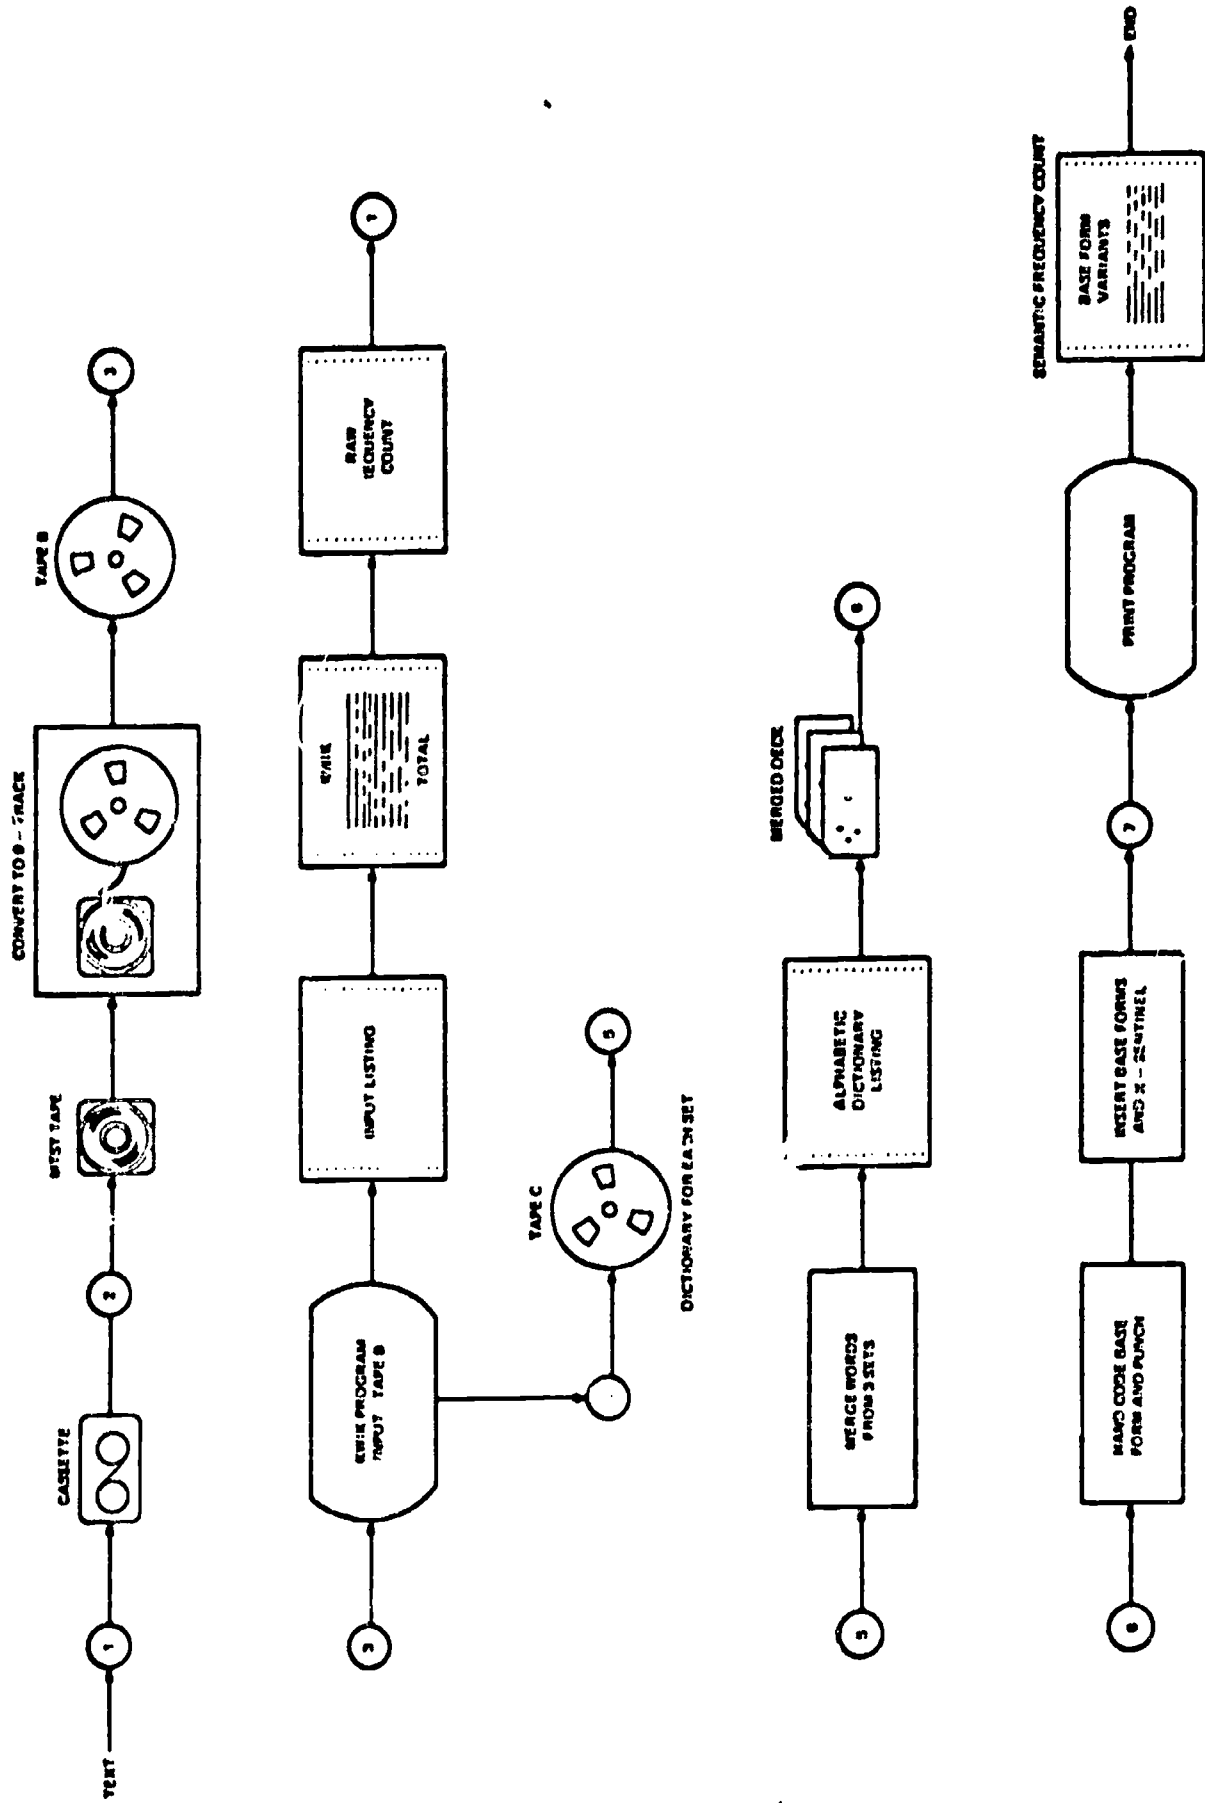 TEXT
1
CASSETTE
2
MTST TAPE
CONVERT TO 9 - TRACK
TAPE B
3
3
KWIK PROGRAM
INPUT TAPE B
INPUT LISTING
KWIK
TOTAL
RAW
FREQUENCY
COUNT
7
TAPE C
DICTIONARY FOR EACH SET
5
5
MERGE WORDS
FROM 3 SETS
ALPHABETIC
DICTIONARY
LISTING
MERGED DECK
6
6
HAND CODE BASE
FORM AND PUNCH
INSERT BASE FORMS
AND X - SENTINEL
7
PRINT PROGRAM
SEMANTIC FREQUENCY COUNT
BASE FORM
VARIANTS
END